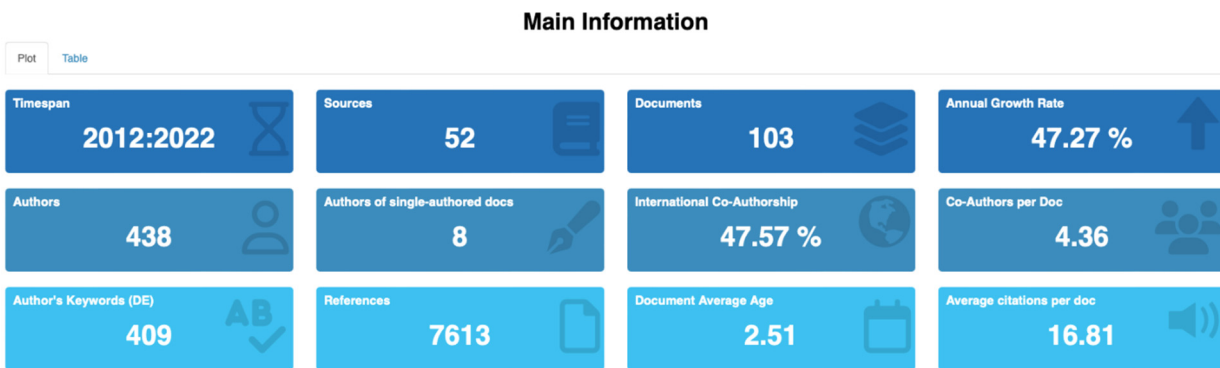 Main Information
Plot Table
Timespan
2012:2022
Sources
52
Documents
103
Annual Growth Rate
47.27 %
Authors
438
Authors of single-authored docs
8
International Co-Authorship
47.57 %
Co-Authors per Doc
4.36
Author's Keywords (DE)
409
AB
References
7613
Document Average Age
2.51
Average citations per doc
16.81